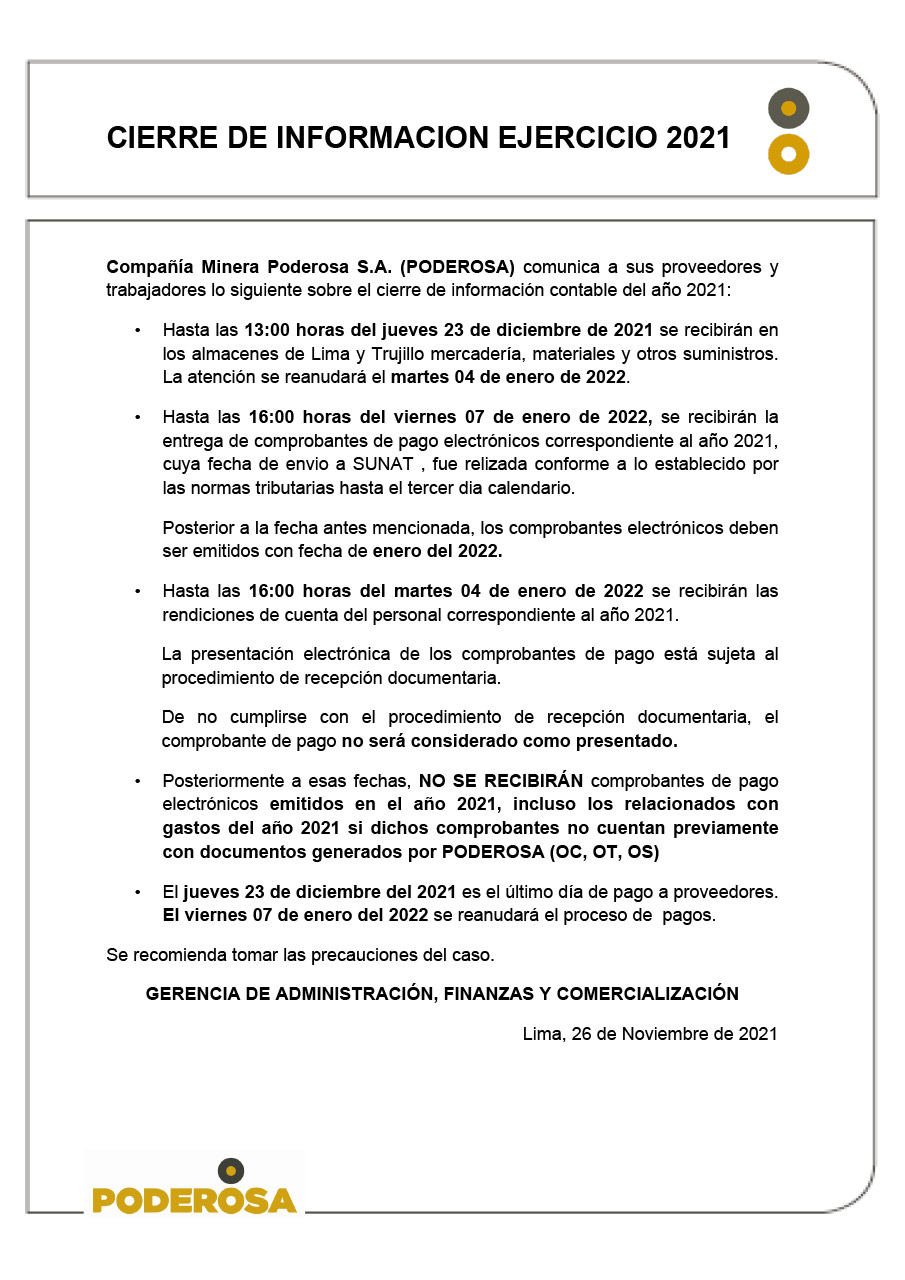 CIERRE DE INFORMACION EJERCICIO 2021
Compañía Minera Poderosa S.A. (PODEROSA) comunica a sus proveedores y
trabajadores lo siguiente sobre el cierre de información contable del año 2021:
• Hasta las 13:00 horas del jueves 23 de diciembre de 2021 se recibirán en
los almacenes de Lima y Trujillo mercadería, materiales y otros suministros.
La atención se reanudará el martes 04 de enero de 2022.
• Hasta las 16:00 horas del viernes 07 de enero de 2022, se recibirán la
entrega de comprobantes de pago electrónicos correspondiente al año 2021,
cuya fecha de envio a SUNAT , fue relizada conforme a lo establecido por
las normas tributarias hasta el tercer dia calendario.
Posterior a la fecha antes mencionada, los comprobantes electrónicos deben
ser emitidos con fecha de enero del 2022.
• Hasta las 16:00 horas del martes 04 de enero de 2022 se recibirán las
rendiciones de cuenta del personal correspondiente al año 2021.
La presentación electrónica de los comprobantes de pago está sujeta al
procedimiento de recepción documentaria.
De no cumplirse con el procedimiento de recepción documentaria, el
comprobante de pago no será considerado como presentado.
• Posteriormente a esas fechas, NO SE RECIBIRÁN comprobantes de pago
electrónicos emitidos en el año 2021, incluso los relacionados con
gastos del año 2021 si dichos comprobantes no cuentan previamente
con documentos generados por PODEROSA (OC, OT, OS)
• El jueves 23 de diciembre del 2021 es el último día de pago a proveedores.
El viernes 07 de enero del 2022 se reanudará el proceso de pagos.
Se recomienda tomar las precauciones del caso.
GERENCIA DE ADMINISTRACIÓN, FINANZAS Y COMERCIALIZACIÓN
Lima, 26 de Noviembre de 2021
PODEROSA